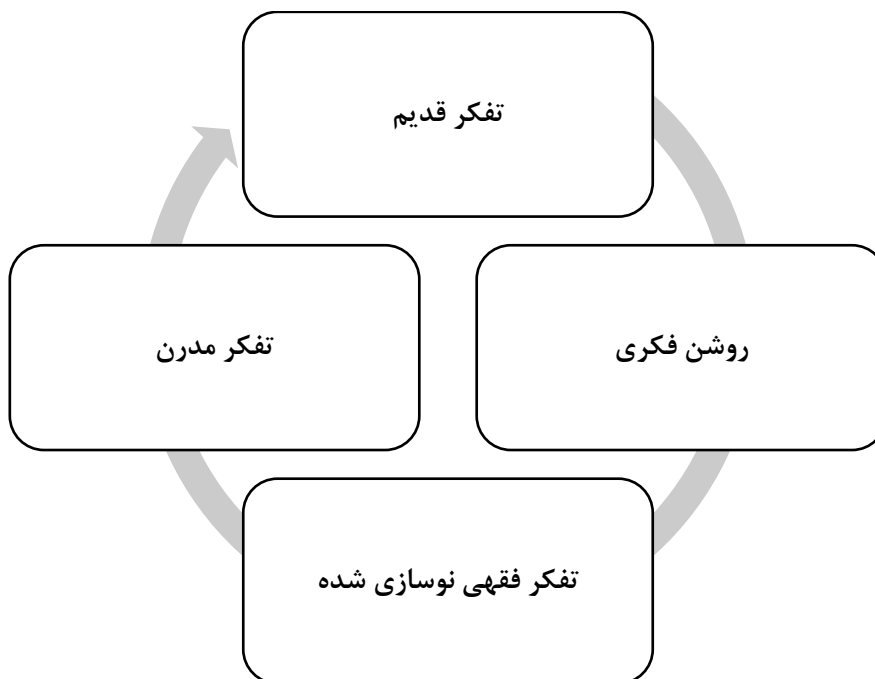 تفکر قدیم
روشن فکری
تفکر مدرن
تفکر فقهی نوسازی شده